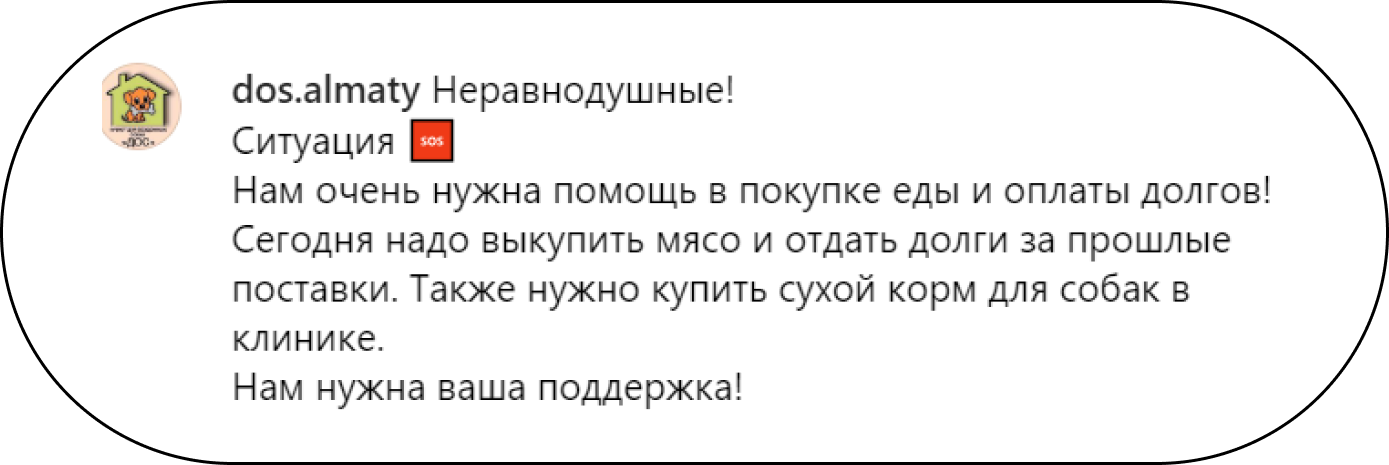 dos.almaty Неравнодушные!
Ситуация SOS
Нам очень нужна помощь в покупке еды и оплаты долгов!
Сегодня надо выкупить мясо и отдать долги за прошлые
поставки. Также нужно купить сухой корм для собак в
клинике.
Нам нужна ваша поддержка!
«ДОС»